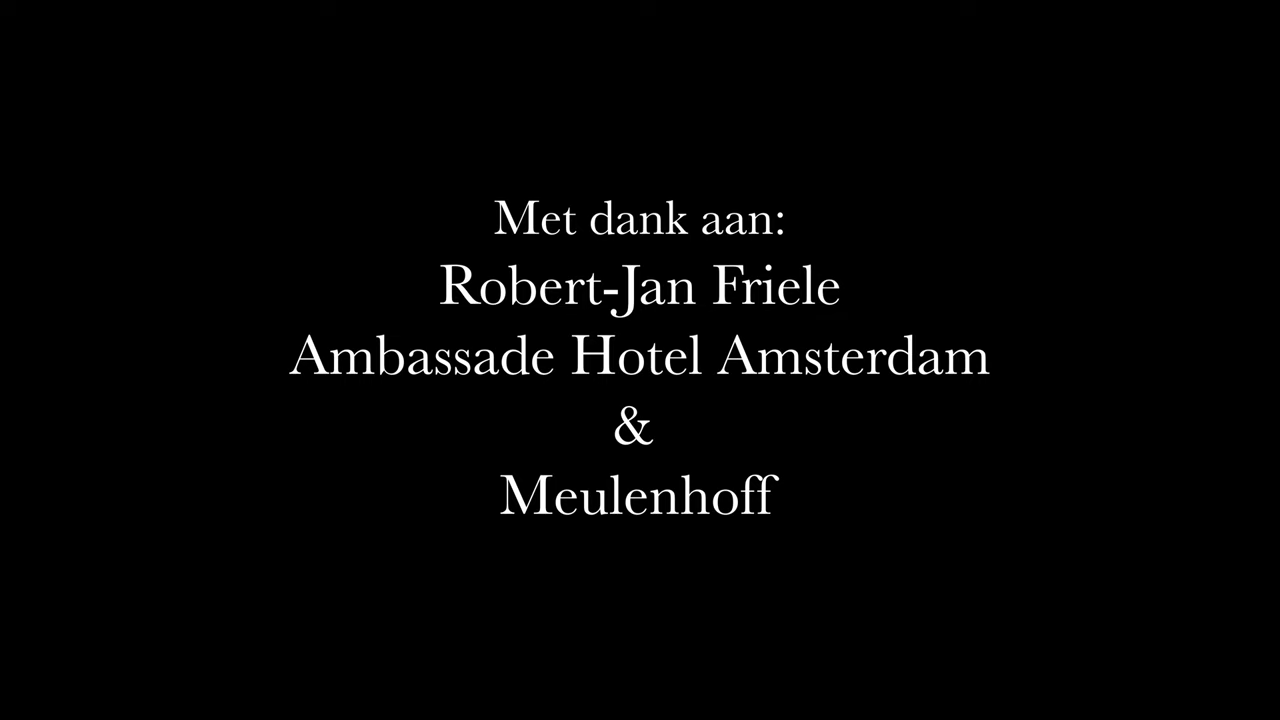 Met dank aan:
Robert-Jan Friele
Ambassade Hotel Amsterdam
&
Meulenhoff